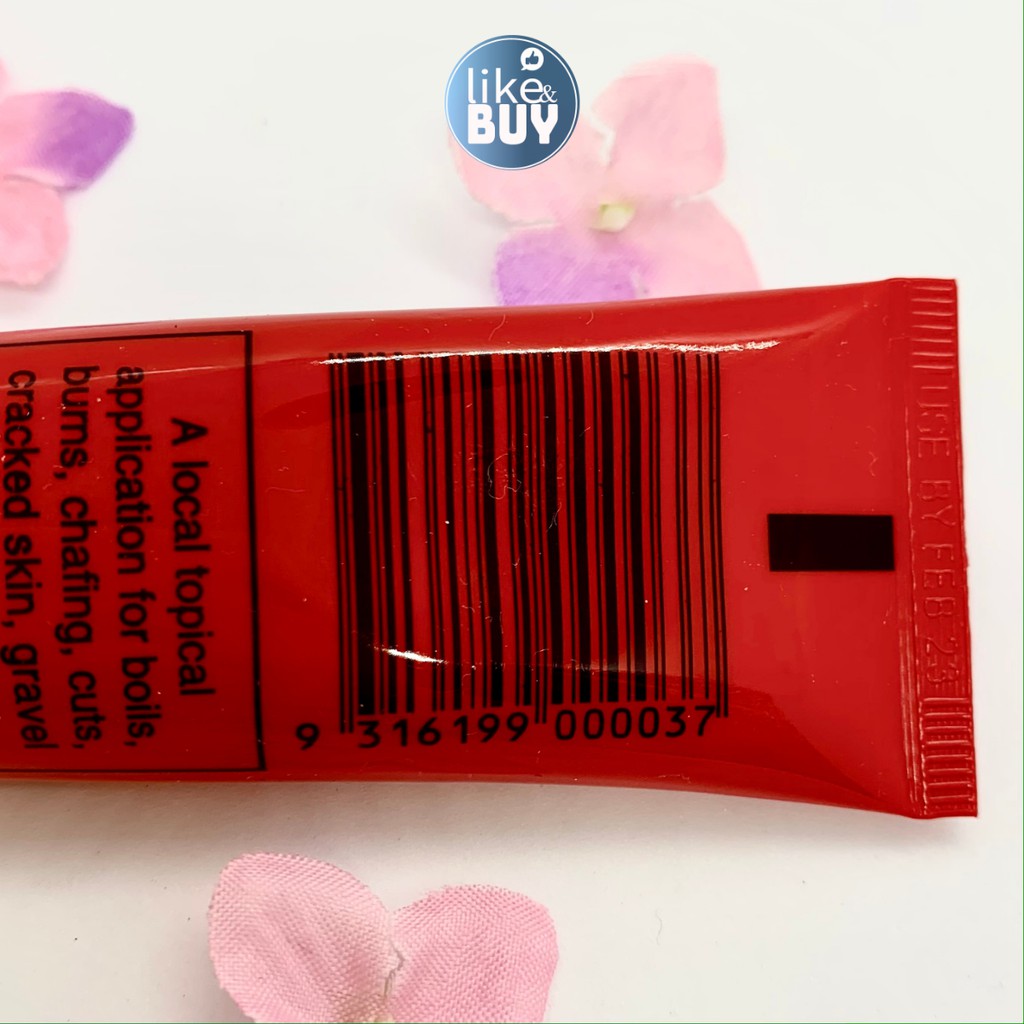 like&
BUY
A local topical
application for boils,
burns, chafing, cuts,
cracked skin, gravel
9 316199 000037
USE BY FEB 23